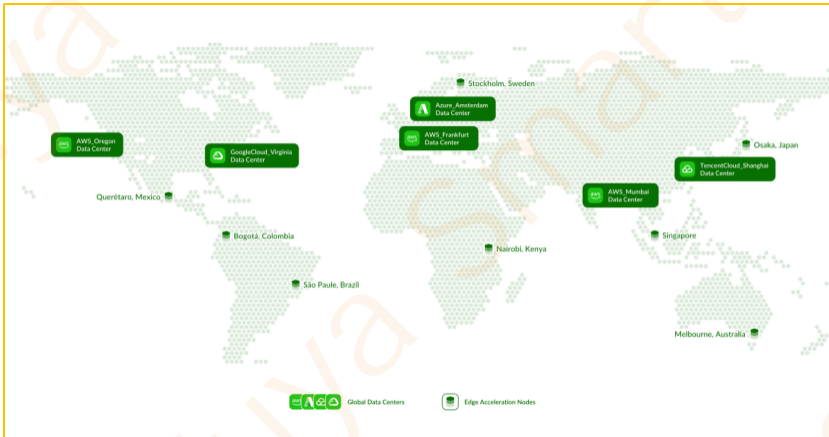 Stockholm, Sweden
Azure_Amsterdam
Data Center
AWS_Oregon
Data Center
AWS_Frankfurt
Data Center
GoogleCloud_Virginia
Data Center
Osaka, Japan
TencentCloud_Shanghai
Data Center
AWS_Mumbai
Data Center
Querétaro, Mexico
Bogotá, Colombia
Singapore
Nairobi, Kenya
São Paule, Brazil
Melbourne, Australia
Global Data Centers
Edge Acceleration Nodes